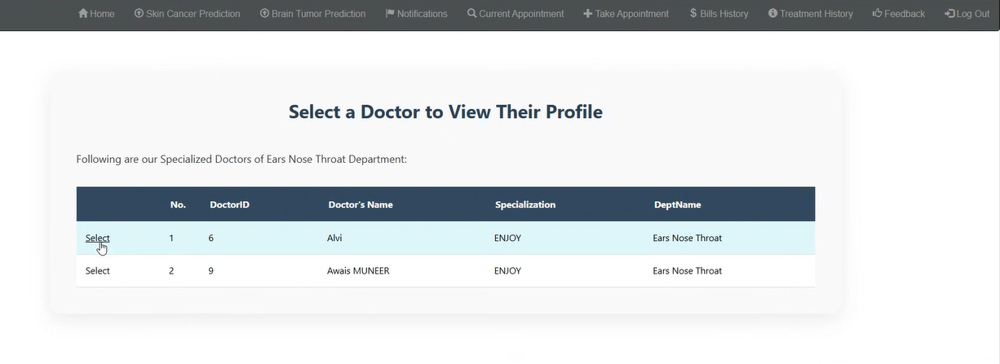 Home Skin Cancer Prediction Brain Tumor Prediction Notifications Current Appointment Take Appointment Bills History Treatment History Feedback Log Out
Select a Doctor to View Their Profile
Following are our Specialized Doctors of Ears Nose Throat Department:
No. DoctorID Doctor's Name Specialization DeptName
Select 1 6 Alvi ENJOY Ears Nose Throat
Select 2 9 Awais MUNEER ENJOY Ears Nose Throat